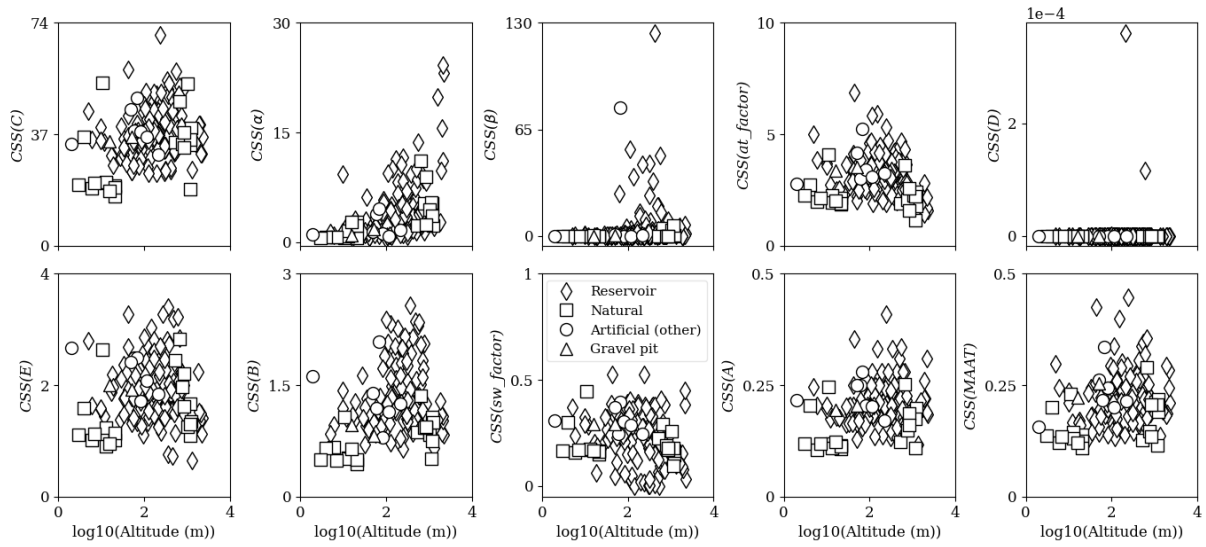 1e−4
74
37
0
CSS(C)
30
15
0
CSS(α)
130
65
0
CSS(β)
10
5
0
CSS(at_factor)
2
0
CSS(D)
4
2
0
CSS(E)
0 2 4
log10(Altitude (m))
3
1.5
0
CSS(B)
0 2 4
log10(Altitude (m))
1
0.5
0
CSS(sw_factor)
Reservoir
Natural
Artificial (other)
Gravel pit
0 2 4
log10(Altitude (m))
0.5
0.25
0
CSS(A)
0 2 4
log10(Altitude (m))
0.5
0.25
0
CSS(MAAT)
0 2 4
log10(Altitude (m))